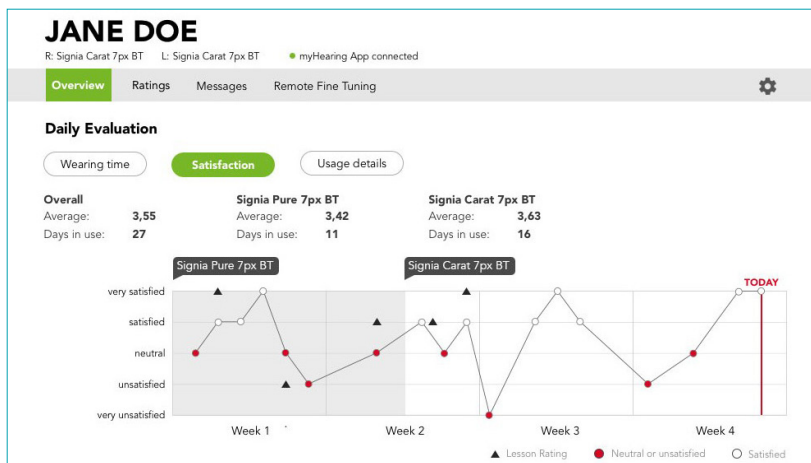 JANE DOE
R: Signia Carat 7px BT L: Signia Carat 7px BT myHearing App connected
Overview Ratings Messages Remote Fine Tuning
Daily Evaluation
Wearing time Satisfaction Usage details
Overall Signia Pure 7px BT Signia Carat 7px BT
Average: 3,55 Average: 3,42 Average: 3,63
Days in use: 27 Days in use: 11 Days in use: 16
Signia Pure 7px BT Signia Carat 7px BT
TODAY
very satisfied
satisfied
neutral
unsatisfied
very unsatisfied
Week 1 Week 2 Week 3 Week 4
Lesson Rating Neutral or unsatisfied Satisfied